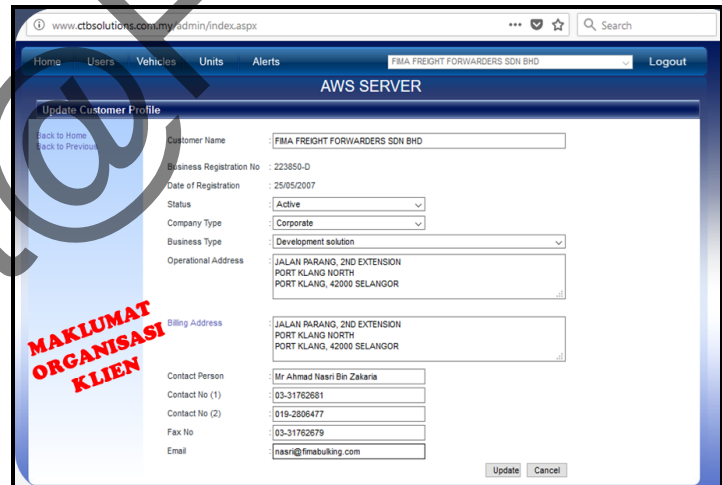 www.ctbsolutions.com.my/admin/index.aspx
Search
Home Users Vehicles Units Alerts FIMA FREIGHT FORWARDERS SDN BHD Logout
AWS SERVER
Update Customer Profile
Back to Home
Back to Previous
Customer Name : FIMA FREIGHT FORWARDERS SDN BHD
Business Registration No : 223850-D
Date of Registration : 25/05/2007
Status : Active
Company Type : Corporate
Business Type : Development solution
Operational Address : JALAN PARANG, 2ND EXTENSION
PORT KLANG NORTH
PORT KLANG, 42000 SELANGOR
Billing Address : JALAN PARANG, 2ND EXTENSION
PORT KLANG NORTH
PORT KLANG, 42000 SELANGOR
MAKLUMAT
ORGANISASI
KLIEN
Contact Person : Mr Ahmad Nasri Bin Zakaria
Contact No (1) : 03-31762681
Contact No (2) : 019-2806477
Fax No : 03-31762679
Email : nasri@fimabulking.com
Update Cancel